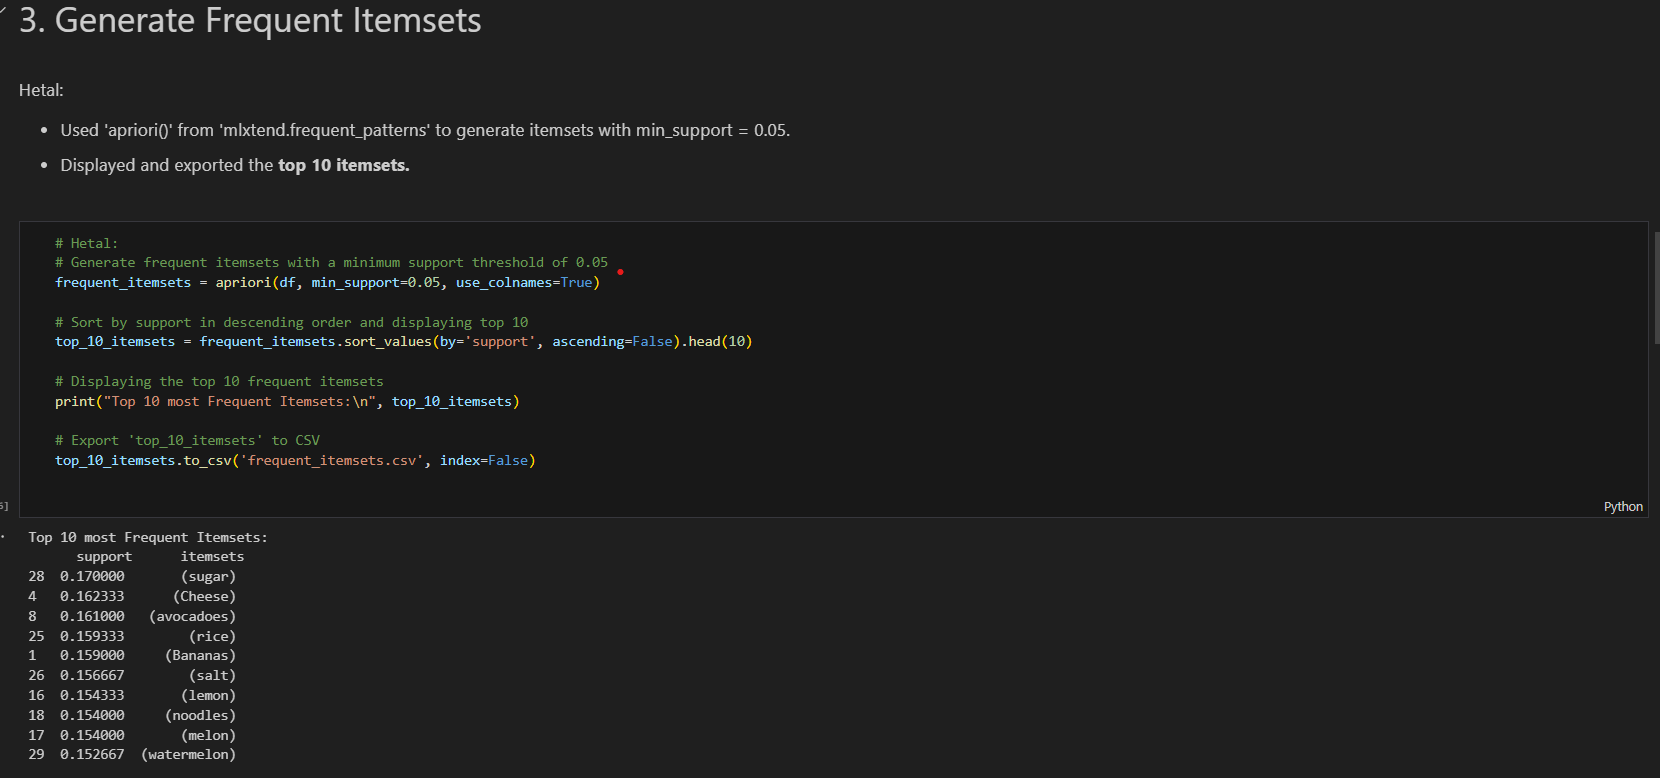 3. Generate Frequent Itemsets
Hetal:
• Used 'apriori()' from 'mlxtend.frequent_patterns' to generate itemsets with min_support = 0.05.
• Displayed and exported the top 10 itemsets.
# Hetal:
# Generate frequent itemsets with a minimum support threshold of 0.05
frequent_itemsets = apriori(df, min_support=0.05, use_colnames=True)
# Sort by support in descending order and displaying top 10
top_10_itemsets = frequent_itemsets.sort_values(by='support', ascending=False).head(10)
# Displaying the top 10 frequent itemsets
print("Top 10 most Frequent Itemsets:\n", top_10_itemsets)
# Export 'top_10_itemsets' to CSV
top_10_itemsets.to_csv('frequent_itemsets.csv', index=False)
Python
Top 10 most Frequent Itemsets:
support itemsets
28 0.170000 (sugar)
4 0.162333 (Cheese)
8 0.161000 (avocadoes)
25 0.159333 (rice)
1 0.159000 (Bananas)
26 0.156667 (salt)
16 0.154333 (lemon)
18 0.154000 (noodles)
17 0.154000 (melon)
29 0.152667 (watermelon)